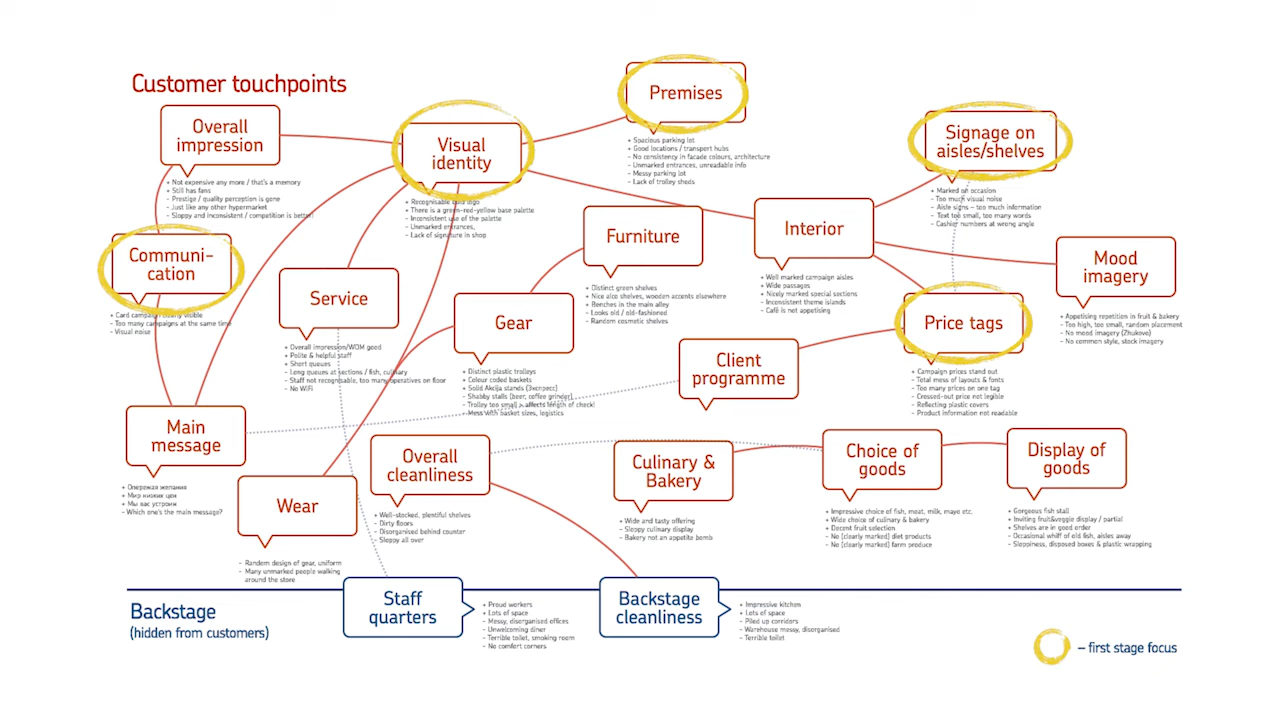 Customer touchpoints
Overall
impression
+ Not expensive any more / that's a memory
+ Still has fans
- Prestige / quality perception is gone
- Just like any other hypermarket
- Sloppy and inconsistent / competition is better
Visual
identity
+ Recognisable logo
+ There is a green-red-yellow base palette
- Inconsistent use of the palette
- Unmarked entrances,
- Lack of signature in shop
Premises
+ Spacious parking lot
+ Good locations / transport hubs
- No consistency in facade colours, architecture
- Unmarked entrances, unreadable info
- Messy parking lot
- Lack of trolley sheds
Signage on
aisles/shelves
+ Marked on occasion
- Too much visual noise
- Aisle signs – too much information
- Text too small, too many words
- Cashier numbers at wrong angle
Communi-
cation
+ Card campaign clearly visible
- Too many campaigns at the same time
- Visual noise
Service
+ Overall impression/WOM good
+ Polite & helpful staff
+ Short queues
- Long queues at sections / fish, culinary
- Staff not recognisable, too many operatives on floor
- No WiFi
Gear
+ Distinct plastic trolleys
+ Colour coded baskets
+ Solid Akcija stands (Экспресс)
- Shabby stalls (beer, coffee grinder)
- Trolley too small > affects length of check!
- Mess with basket sizes, logistics
Furniture
+ Distinct green shelves
+ Nice alco shelves, wooden accents elsewhere
+ Benches in the main alley
- Looks old / old-fashioned
- Random cosmetic shelves
Interior
+ Well marked campaign aisles
+ Wide passages
+ Nicely marked special sections
- Inconsistent theme islands
- Café is not appetising
Mood
imagery
+ Appetising repetition in fruit & bakery
- Too high, too small, random placement
- No mood imagery (Zhukova)
- No common style, stock imagery
Price tags
+ Campaign prices stand out
- Total mess of layouts & fonts
- Too many prices on one tag
- Crossed-out price not legible
- Reflecting plastic covers
- Product information not readable
Client
programme
Main
message
+ Опережая желания
+ Мир низких цен
+ Мы вас устроим
- Which one's the main message?
Wear
- Random design of gear, uniform
- Many unmarked people walking
around the store
Overall
cleanliness
+ Well-stocked, plentiful shelves
- Dirty floors
- Disorganised behind counter
- Sloppy all over
Culinary &
Bakery
+ Wide and tasty offering
- Sloppy culinary display
- Bakery not an appetite bomb
Choice of
goods
+ Impressive choice of fish, meat, milk, mayo etc.
+ Wide choice of culinary & bakery
+ Decent fruit selection
- No (clearly marked) diet products
- No (clearly marked) farm produce
Display of
goods
+ Gorgeous fish stall
+ Inviting fruit&veggie display / partial
+ Shelves are in good order
- Occasional whiff of old fish, aisles away
- Sloppiness, disposed boxes & plastic wrapping
Backstage
(hidden from customers)
Staff
quarters
+ Proud workers
+ Lots of space
- Messy, disorganised offices
- Unwelcoming diner
- Terrible toilet, smoking room
- No comfort corners
Backstage
cleanliness
+ Impressive kitchen
+ Lots of space
- Piled up corridors
- Warehouse messy, disorganised
- Terrible toilet
– first stage focus